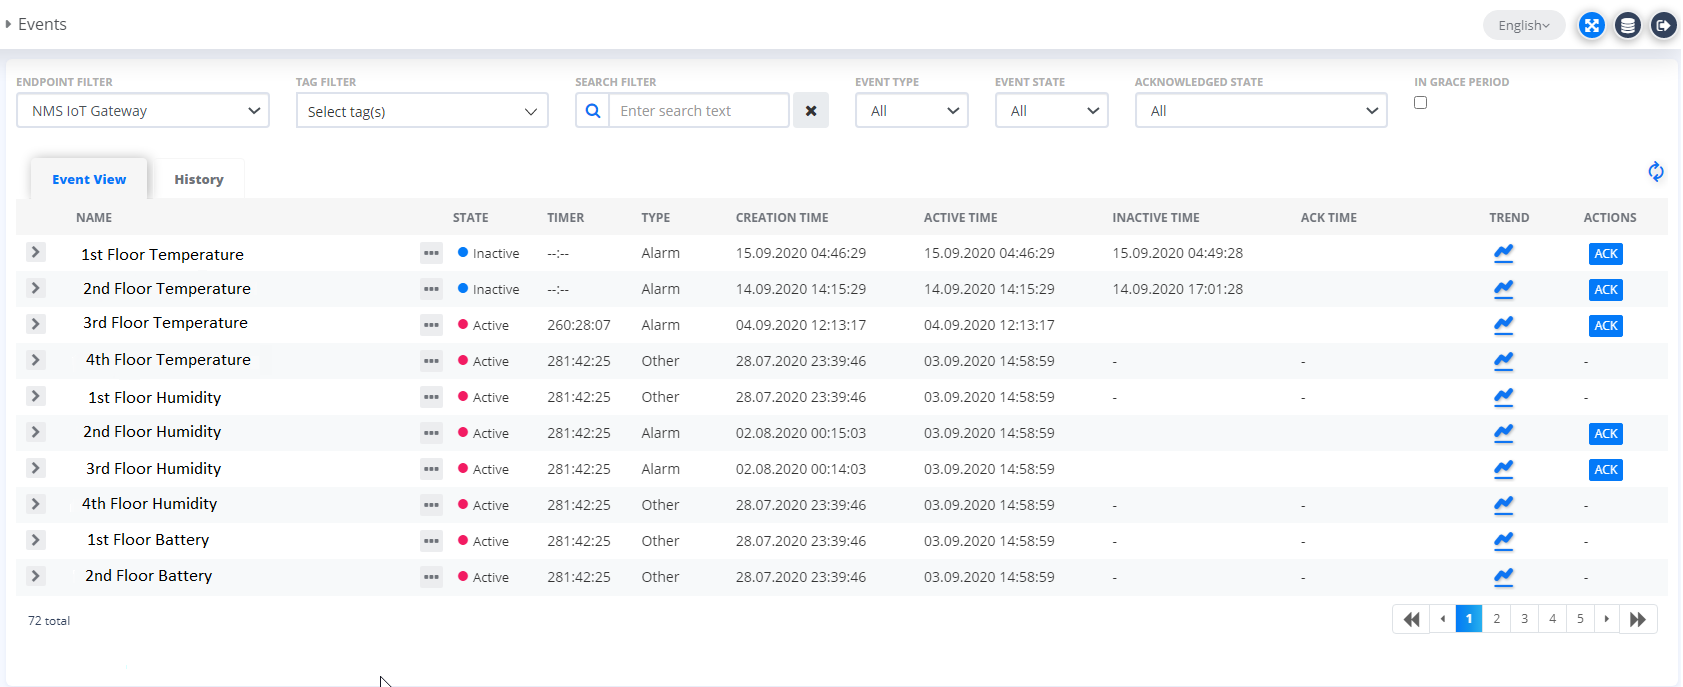 Events
English
ENDPOINT FILTER TAG FILTER SEARCH FILTER EVENT TYPE EVENT STATE ACKNOWLEDGED STATE IN GRACE PERIOD
NMS IoT Gateway Select tag(s) Enter search text All All All
Event View History
NAME STATE TIMER TYPE CREATION TIME ACTIVE TIME INACTIVE TIME ACK TIME TREND ACTIONS
1st Floor Temperature Inactive --:-- Alarm 15.09.2020 04:46:29 15.09.2020 04:46:29 15.09.2020 04:49:28 ACK
2nd Floor Temperature Inactive --:-- Alarm 14.09.2020 14:15:29 14.09.2020 14:15:29 14.09.2020 17:01:28 ACK
3rd Floor Temperature Active 260:28:07 Alarm 04.09.2020 12:13:17 04.09.2020 12:13:17 ACK
4th Floor Temperature Active 281:42:25 Other 28.07.2020 23:39:46 03.09.2020 14:58:59 - - -
1st Floor Humidity Active 281:42:25 Other 28.07.2020 23:39:46 03.09.2020 14:58:59 - - -
2nd Floor Humidity Active 281:42:25 Alarm 02.08.2020 00:15:03 03.09.2020 14:58:59 ACK
3rd Floor Humidity Active 281:42:25 Alarm 02.08.2020 00:14:03 03.09.2020 14:58:59 ACK
4th Floor Humidity Active 281:42:25 Other 28.07.2020 23:39:46 03.09.2020 14:58:59 - - -
1st Floor Battery Active 281:42:25 Other 28.07.2020 23:39:46 03.09.2020 14:58:59 - - -
2nd Floor Battery Active 281:42:25 Other 28.07.2020 23:39:46 03.09.2020 14:58:59 - - -
72 total 1 2 3 4 5